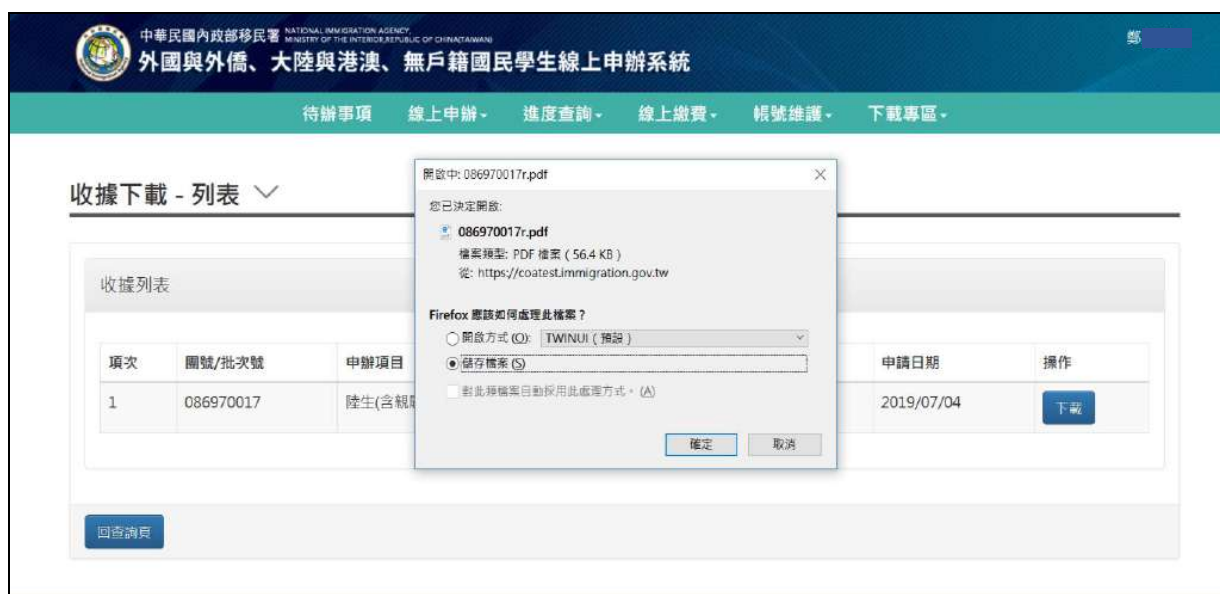 中華民國內政部移民署 NATIONAL IMMIGRATION AGENCY,
MINISTRY OF THE INTERIOR,REPUBLIC OF CHINA(TAIWAN)
外國與外僑、大陸與港澳、無戶籍國民學生線上申辦系統
鄭
待辦事項 線上申辦 進度查詢 線上繳費 帳號維護 下載專區
收據下載 - 列表
開啟中: 086970017r.pdf
您已決定開啟:
086970017r.pdf
檔案類型: PDF 檔案 ( 56.4 KB )
從: https://coatest.immigration.gov.tw
Firefox 應該如何處理此檔案？
開啟方式 (O): TWINUI ( 預設 )
儲存檔案 (S)
對此類檔案自動採用此處理方式。(A)
確定 取消
收據列表
項次 團號/批次號 申辦項目 申請日期 操作
1 086970017 陸生(含親 2019/07/04 下載
回查詢頁